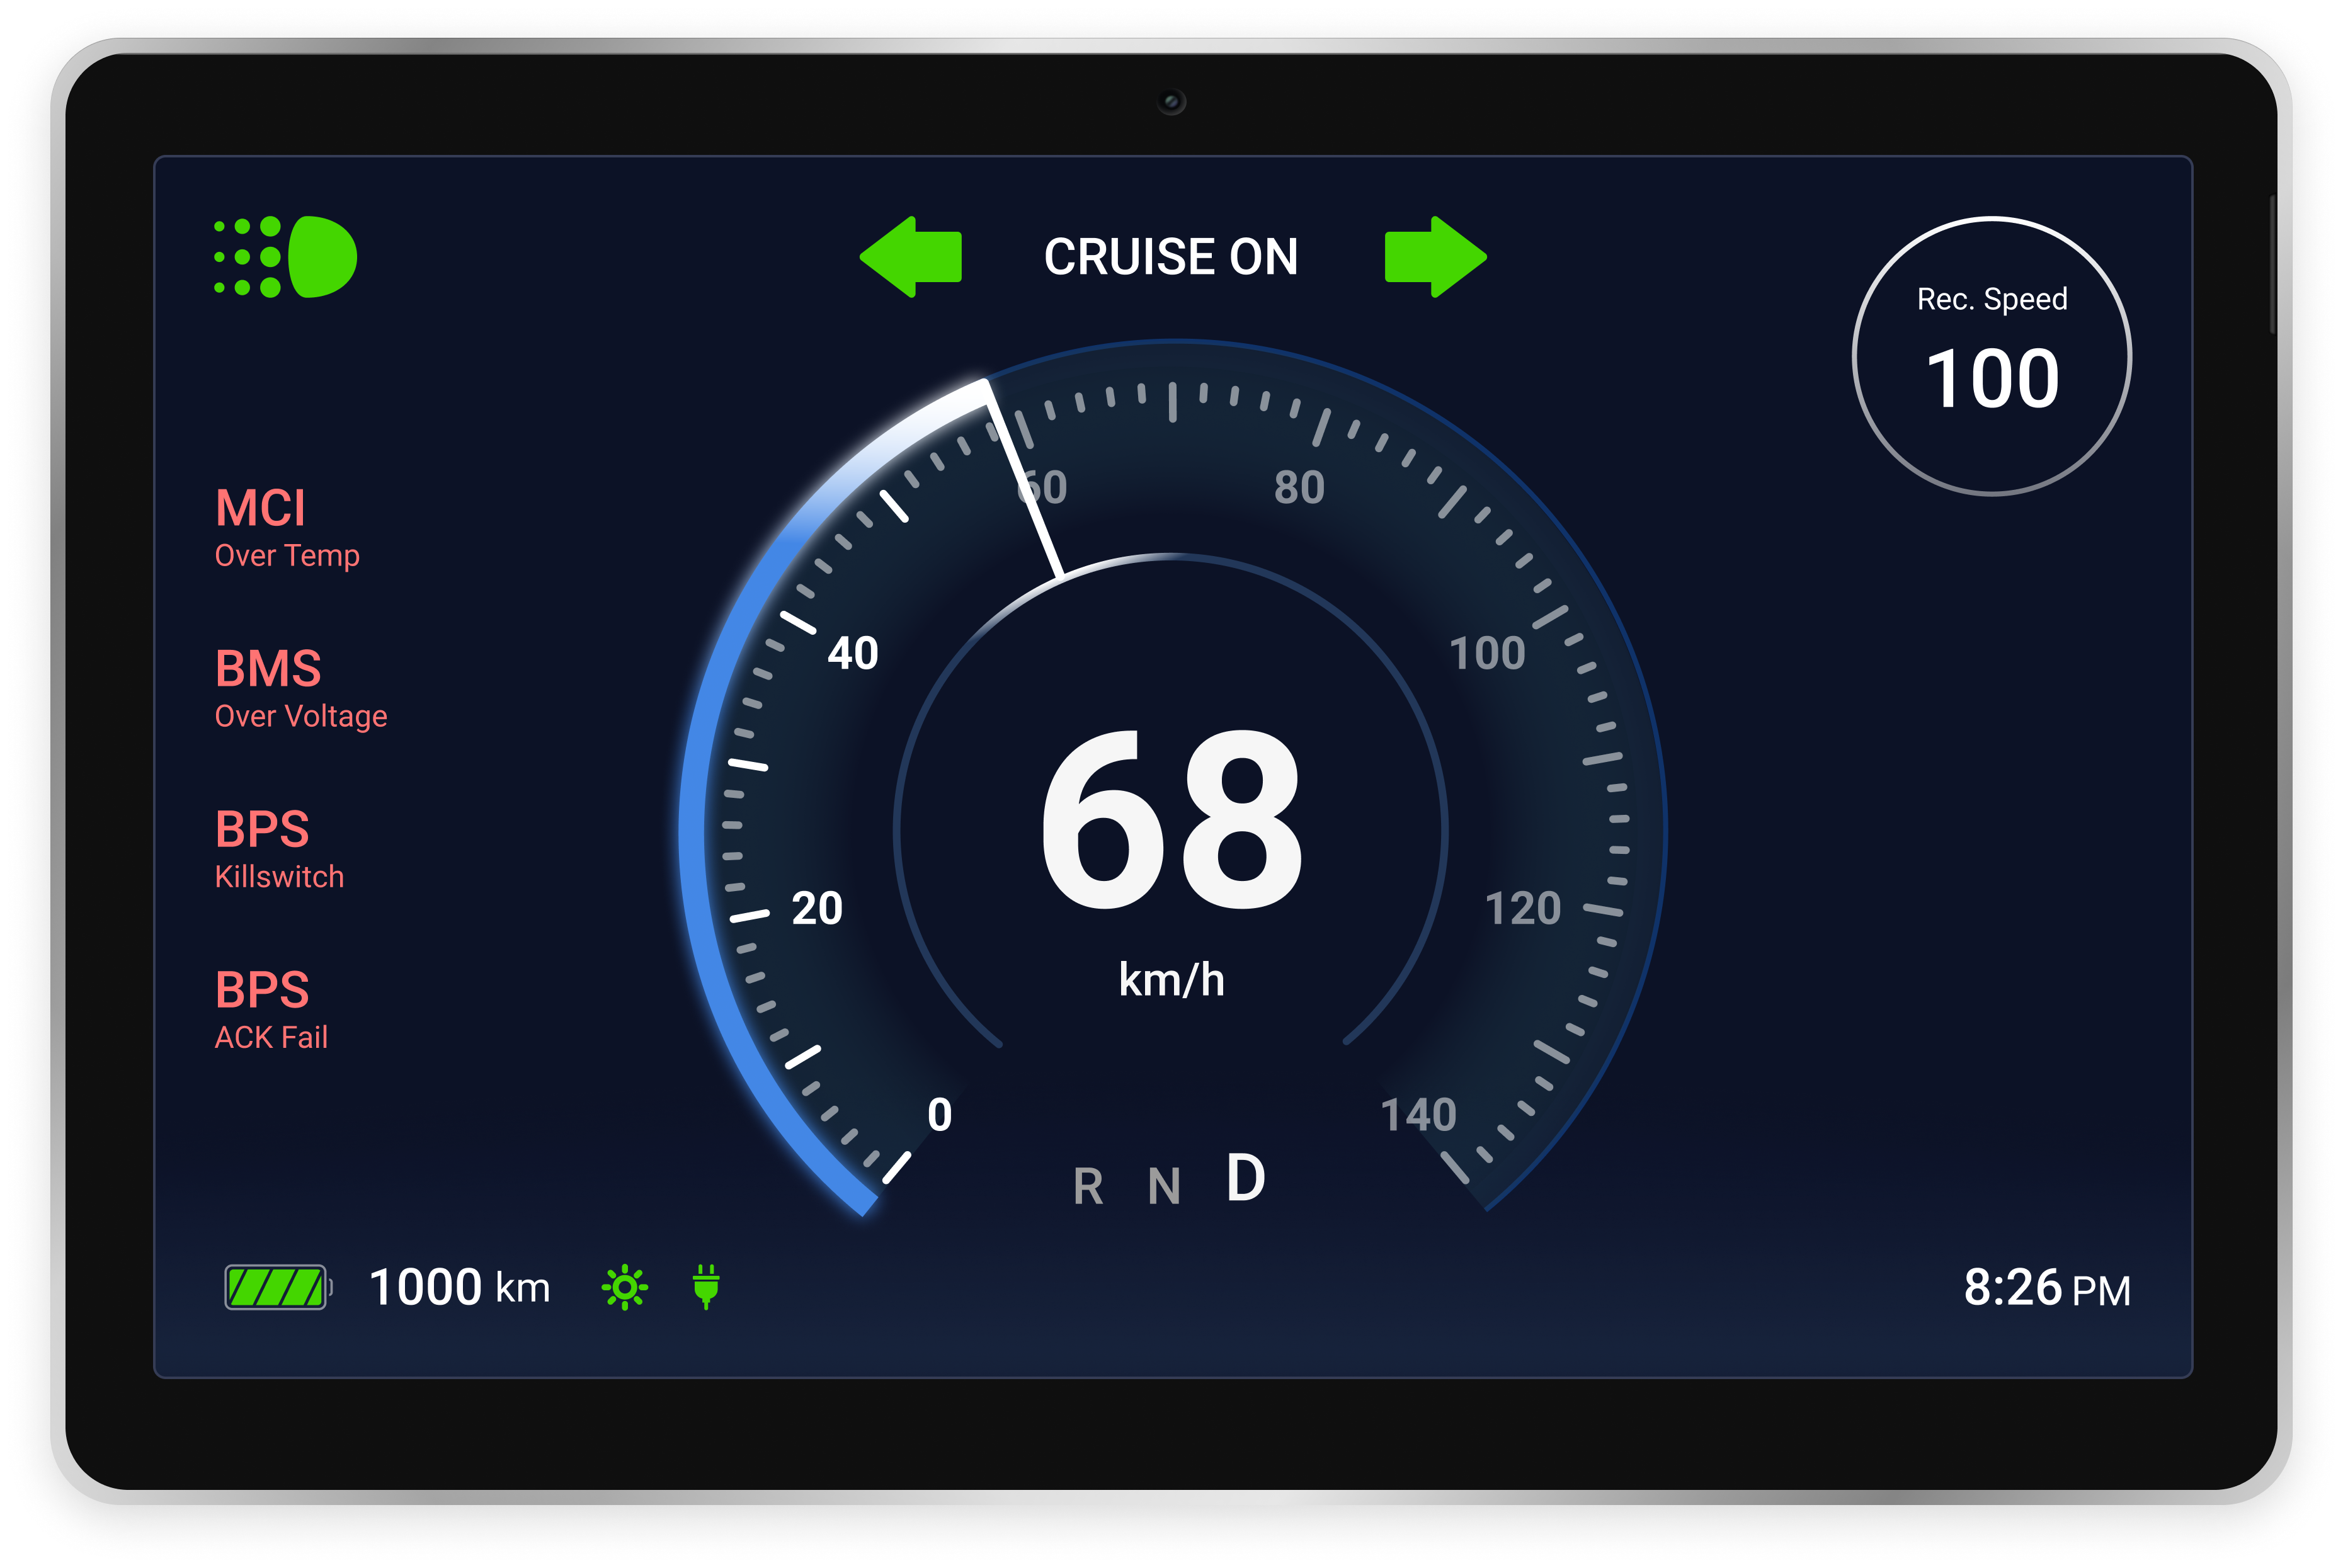 CRUISE ON
Rec. Speed
100
MCI
Over Temp
BMS
Over Voltage
BPS
Killswitch
BPS
ACK Fail
0
20
40
60
80
100
120
140
68
km/h
R N D
1000 km
8:26 PM